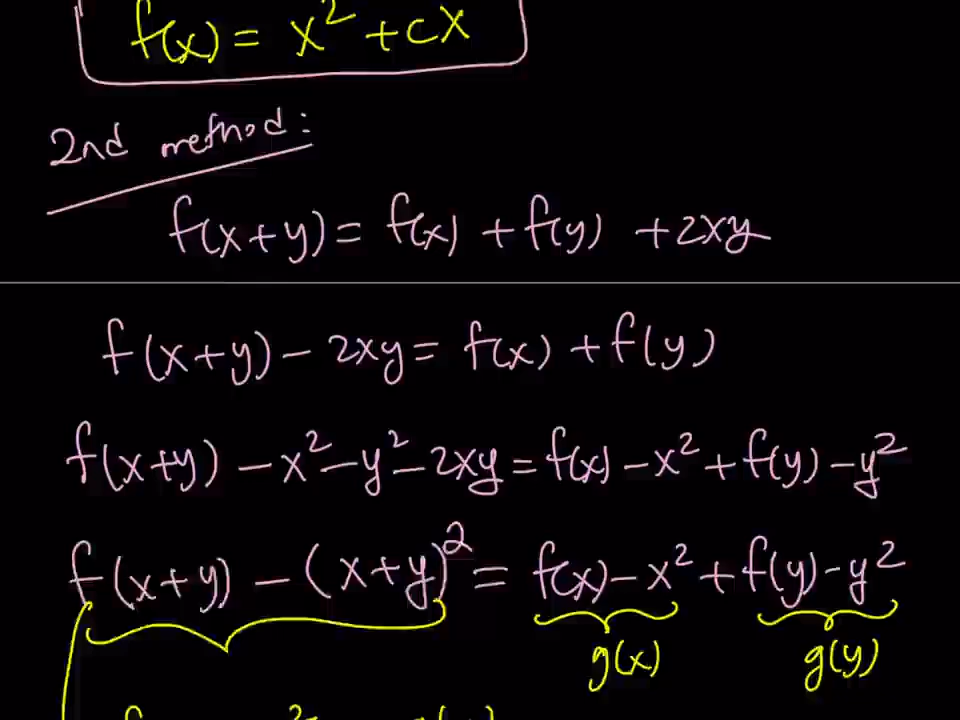 f(x) = x² + cx
2nd method:
f(x+y) = f(x) + f(y) + 2xy
f(x+y) - 2xy = f(x) + f(y)
f(x+y) - x² - y² - 2xy = f(x) - x² + f(y) - y²
f(x+y) - (x+y)² = f(x) - x² + f(y) - y²
g(x) g(y)